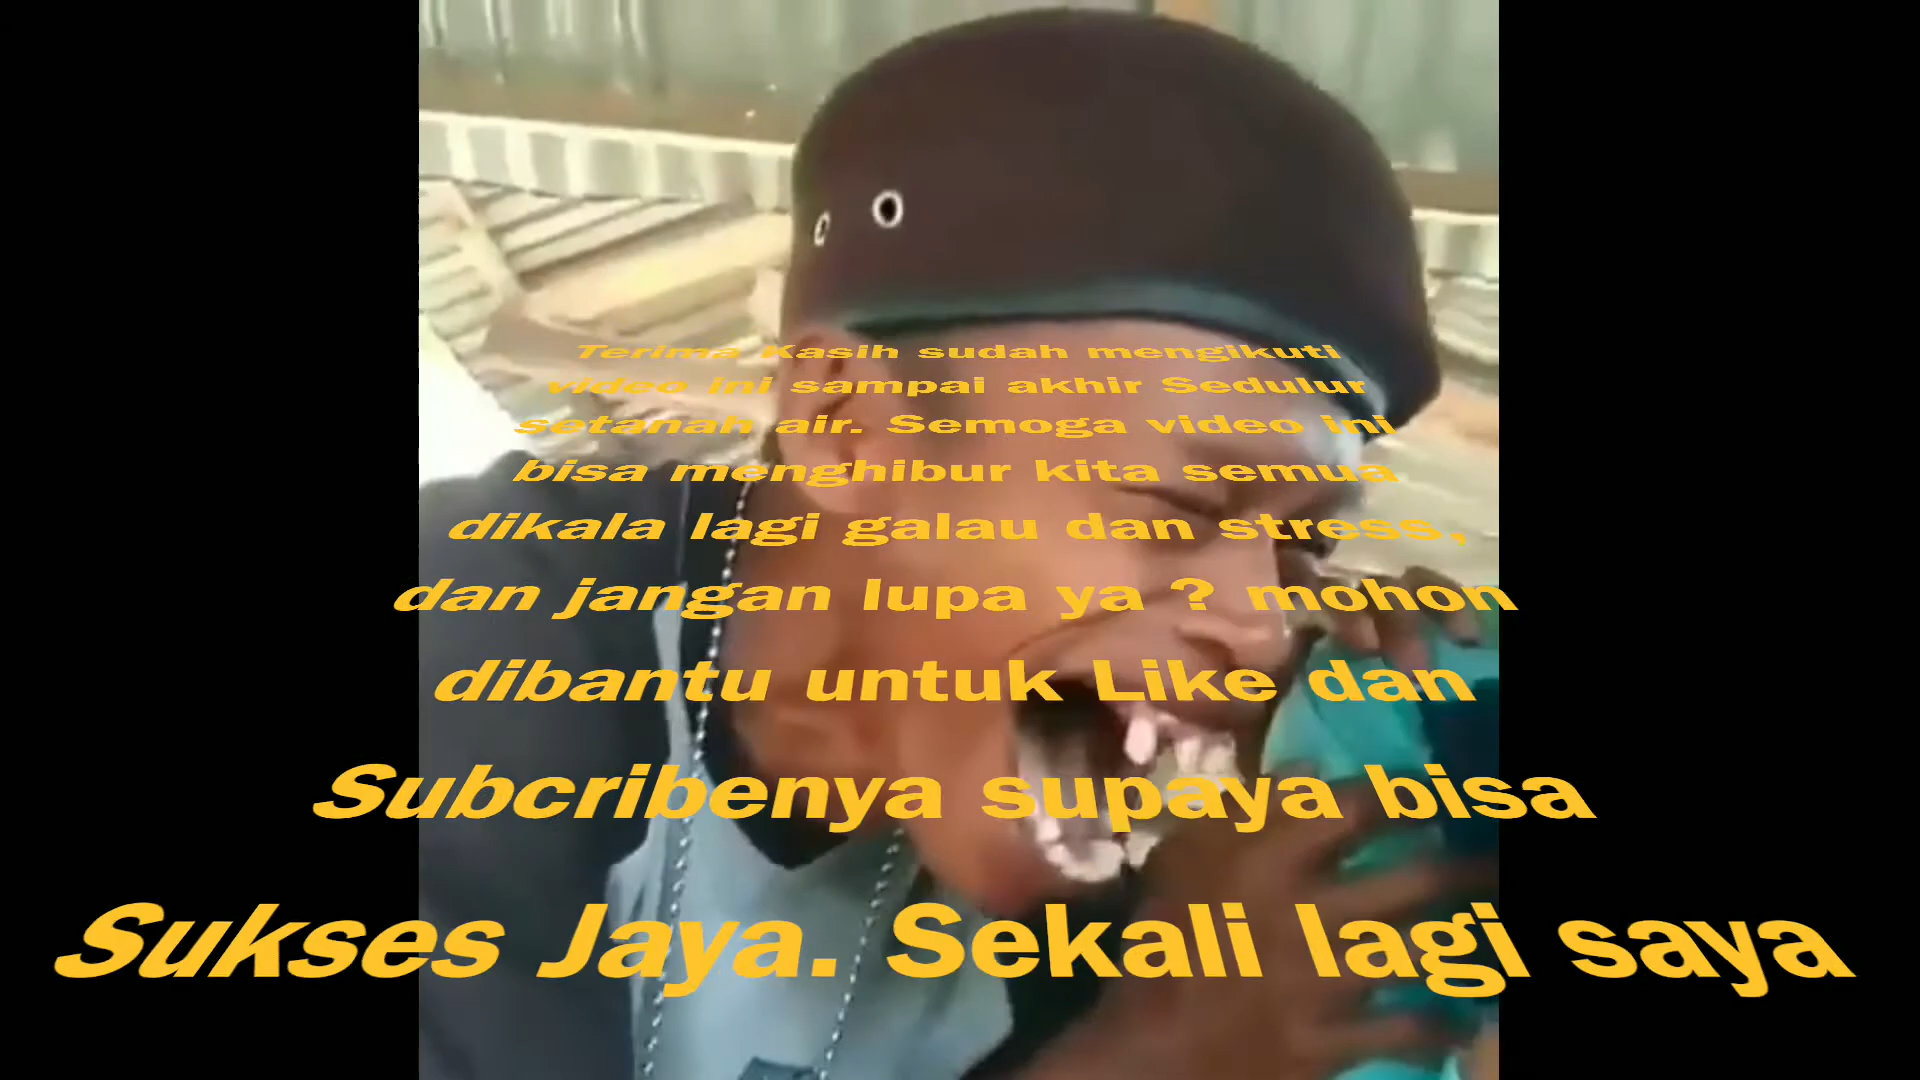 Terima Kasih sudah mengikuti
video ini sampai akhir Sedulur
setanah air. Semoga video ini
bisa menghibur kita semua
dikala lagi galau dan stress,
dan jangan lupa ya ? mohon
dibantu untuk Like dan
Subcribenya supaya bisa
Sukses Jaya. Sekali lagi saya